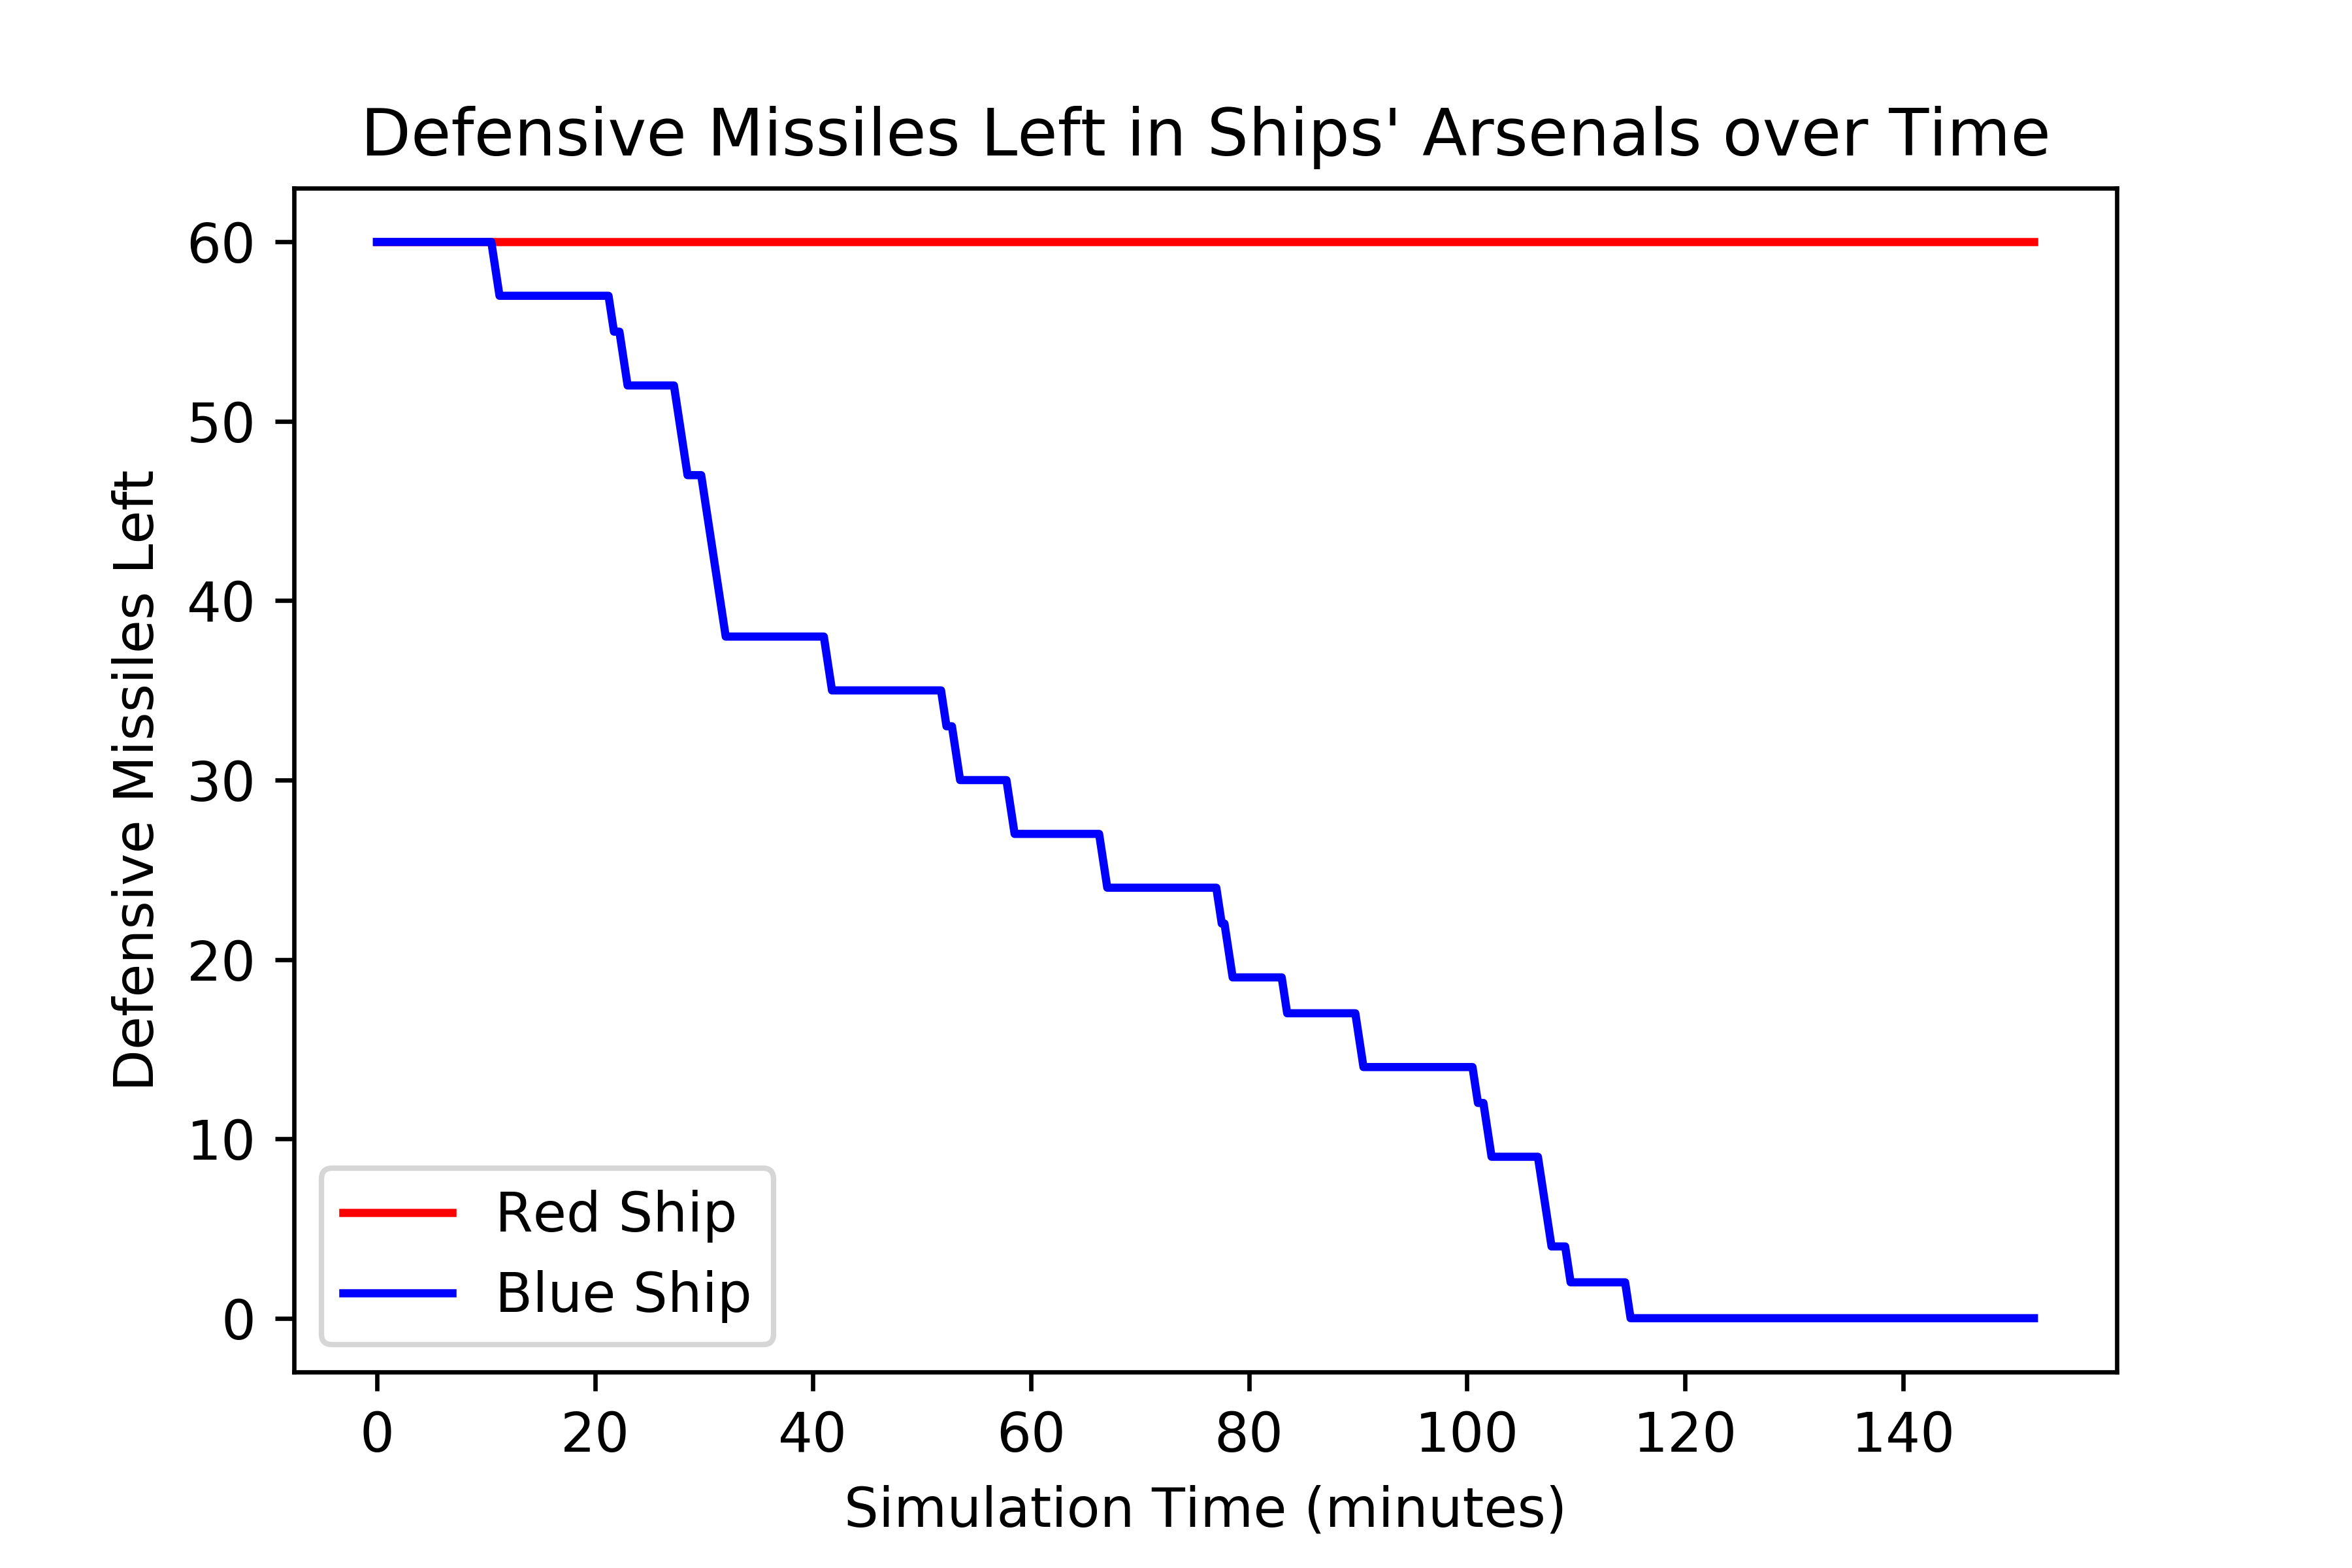 Defensive Missiles Left in Ships' Arsenals over Time
Defensive Missiles Left
60
50
40
30
20
10
0
Red Ship
Blue Ship
0 20 40 60 80 100 120 140
Simulation Time (minutes)